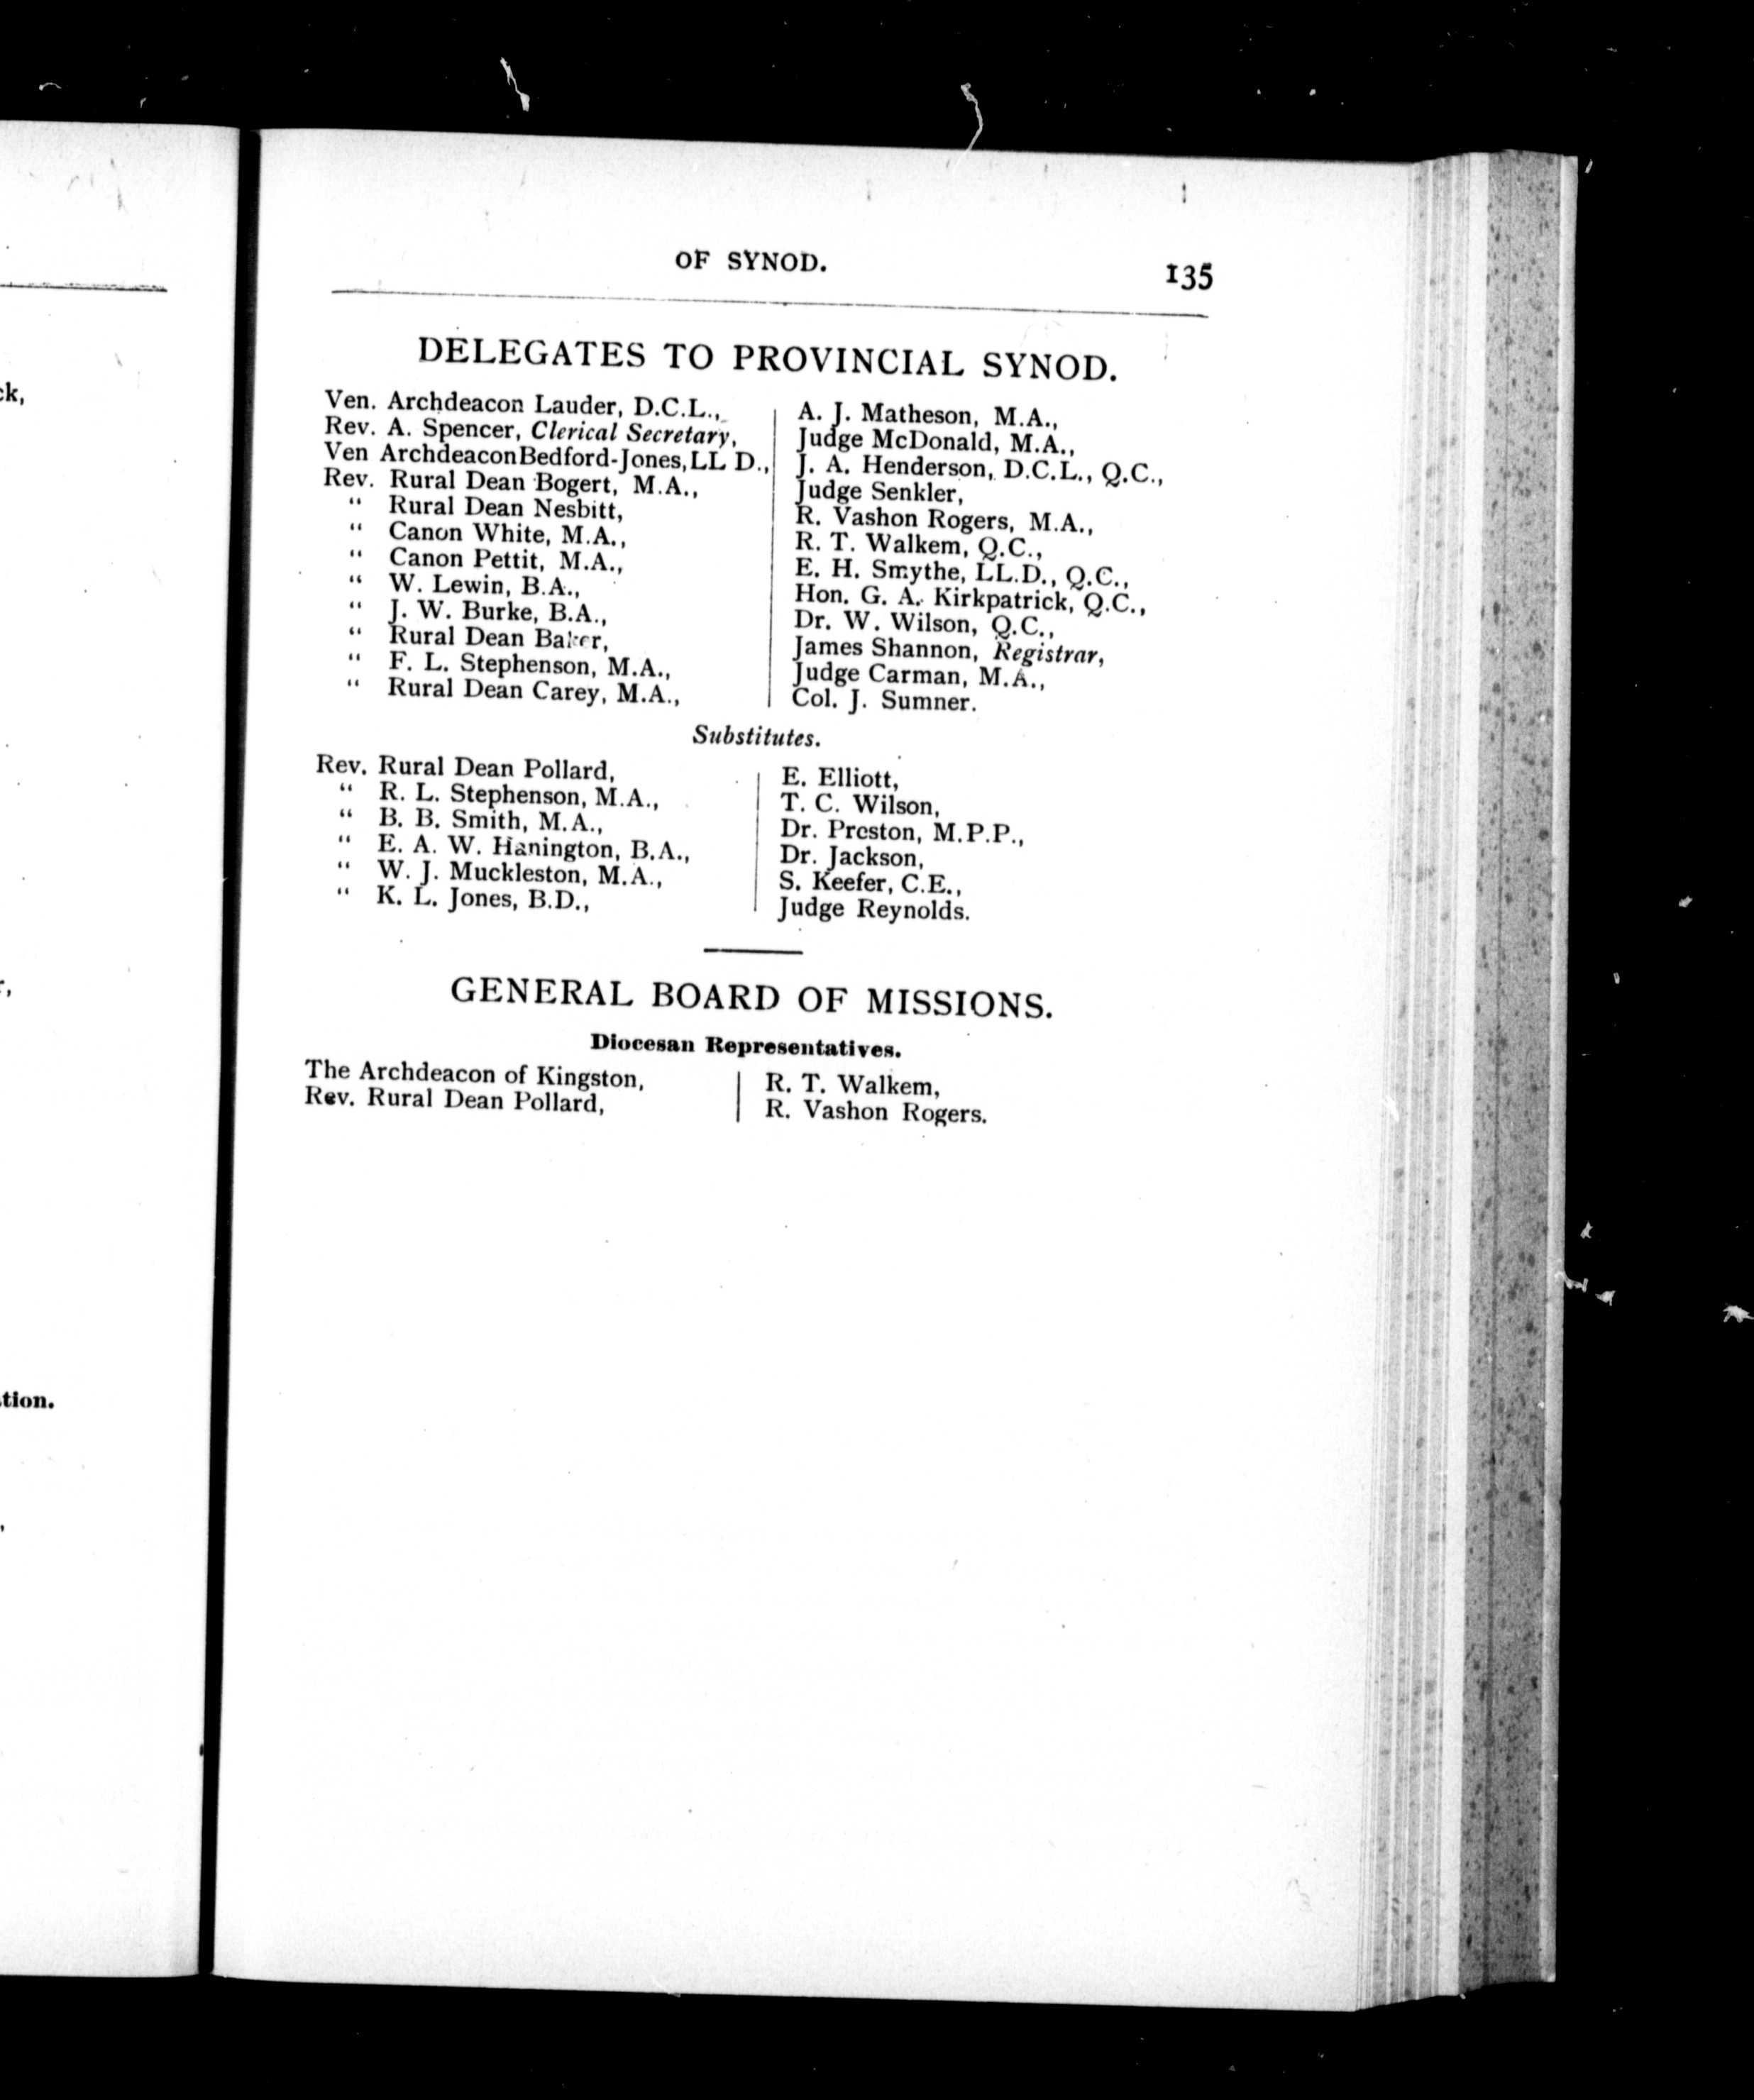 ck,
r,
tion.
,
OF SYNOD. 135
DELEGATES TO PROVINCIAL SYNOD.
Ven. Archdeacon Lauder, D.C.L.,
Rev. A. Spencer, Clerical Secretary,
Ven ArchdeaconBedford-Jones,LL D.,
Rev. Rural Dean Bogert, M.A.,
“ Rural Dean Nesbitt,
“ Canon White, M.A.,
“ Canon Pettit, M.A.,
“ W. Lewin, B.A.,
“ J. W. Burke, B.A.,
“ Rural Dean Baker,
“ F. L. Stephenson, M.A.,
“ Rural Dean Carey, M.A.,
A. J. Matheson, M.A.,
Judge McDonald, M.A.,
J. A. Henderson, D.C.L., Q.C.,
Judge Senkler,
R. Vashon Rogers, M.A.,
R. T. Walkem, Q.C.,
E. H. Smythe, LL.D., Q.C.,
Hon. G. A. Kirkpatrick, Q.C.,
Dr. W. Wilson, Q.C.,
James Shannon, Registrar,
Judge Carman, M.A.,
Col. J. Sumner.
Substitutes.
Rev. Rural Dean Pollard,
“ R. L. Stephenson, M.A.,
“ B. B. Smith, M.A.,
“ E. A. W. Hanington, B.A.,
“ W. J. Muckleston, M.A.,
“ K. L. Jones, B.D.,
E. Elliott,
T. C. Wilson,
Dr. Preston, M.P.P.,
Dr. Jackson,
S. Keefer, C.E.,
Judge Reynolds.
GENERAL BOARD OF MISSIONS.
Diocesan Representatives.
The Archdeacon of Kingston,
Rev. Rural Dean Pollard,
R. T. Walkem,
R. Vashon Rogers.